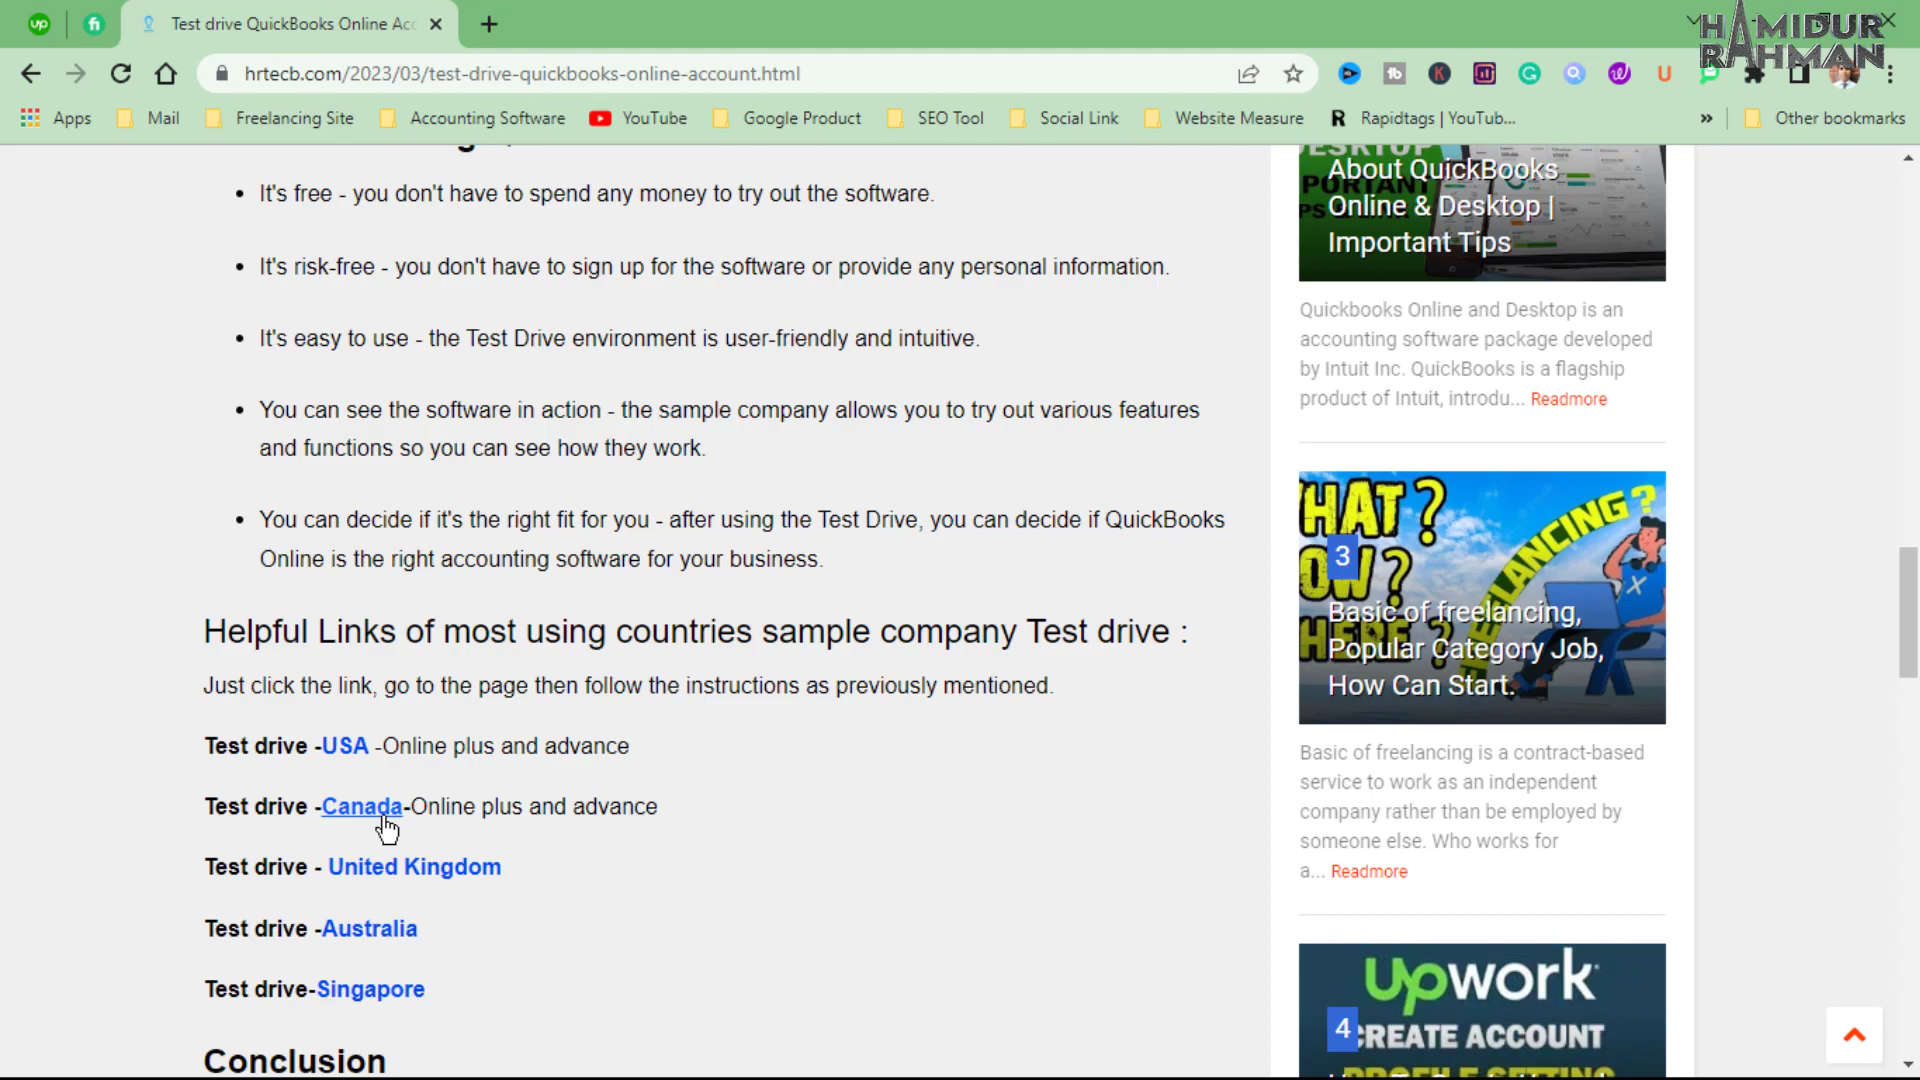 up
fi
Test drive QuickBooks Online Acc
HAMIDUR
RAHMAN
hrtecb.com/2023/03/test-drive-quickbooks-online-account.html
Apps
Mail
Freelancing Site
Accounting Software
YouTube
Google Product
SEO Tool
Social Link
Website Measure
Rapidtags | YouTub...
»
Other bookmarks
It's free - you don't have to spend any money to try out the software.
It's risk-free - you don't have to sign up for the software or provide any personal information.
It's easy to use - the Test Drive environment is user-friendly and intuitive.
You can see the software in action - the sample company allows you to try out various features
and functions so you can see how they work.
You can decide if it's the right fit for you - after using the Test Drive, you can decide if QuickBooks
Online is the right accounting software for your business.
Helpful Links of most using countries sample company Test drive :
Just click the link, go to the page then follow the instructions as previously mentioned.
Test drive -USA -Online plus and advance
Test drive -Canada-Online plus and advance
Test drive - United Kingdom
Test drive -Australia
Test drive-Singapore
Conclusion
DESKTOP
About QuickBooks
Online & Desktop |
Important Tips
Quickbooks Online and Desktop is an
accounting software package developed
by Intuit Inc. QuickBooks is a flagship
product of Intuit, introdu... Readmore
WHAT ?
FREELANCING?
3
Basic of freelancing,
Popular Category Job,
How Can Start.
Basic of freelancing is a contract-based
service to work as an independent
company rather than be employed by
someone else. Who works for
a... Readmore
Upwork
4
CREATE ACCOUNT